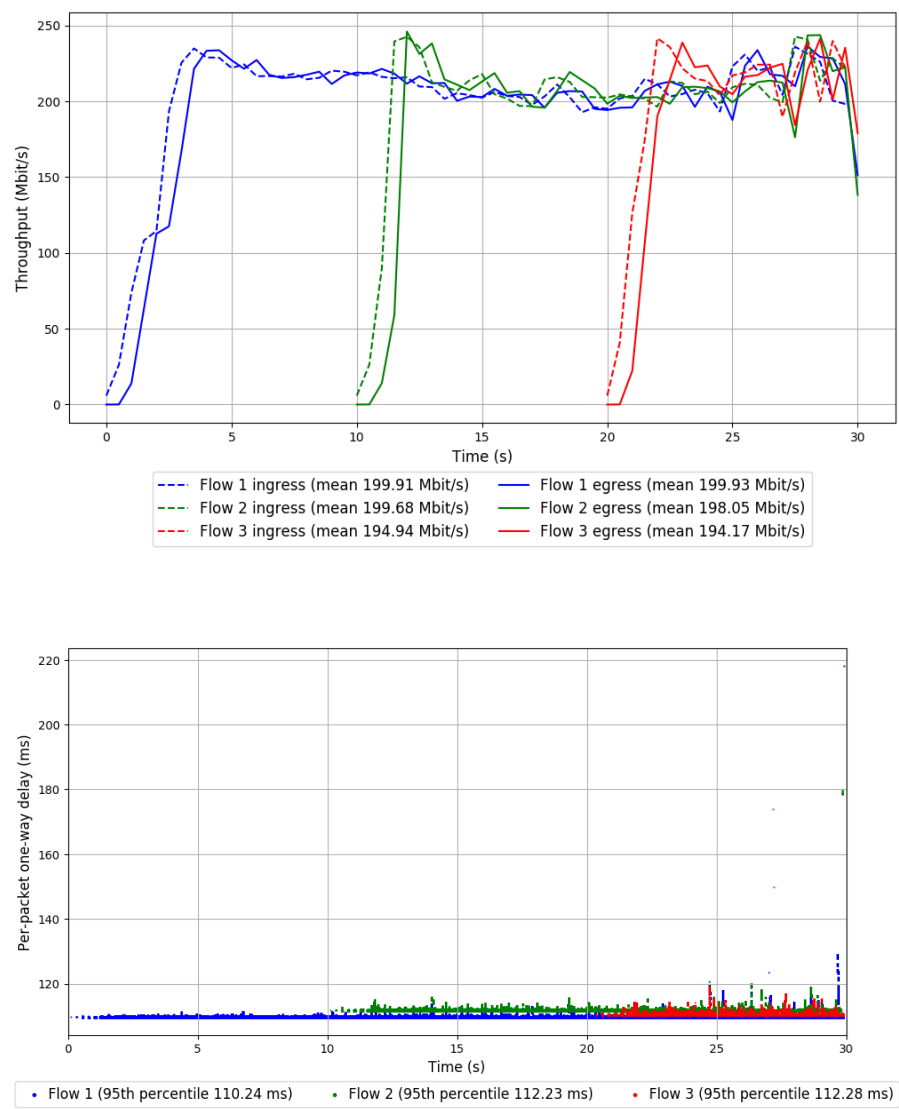 250
200
150
100
50
0
Throughput (Mbit/s)
0 5 10 15 20 25 30
Time (s)
Flow 1 ingress (mean 199.91 Mbit/s) Flow 1 egress (mean 199.93 Mbit/s)
Flow 2 ingress (mean 199.68 Mbit/s) Flow 2 egress (mean 198.05 Mbit/s)
Flow 3 ingress (mean 194.94 Mbit/s) Flow 3 egress (mean 194.17 Mbit/s)
220
200
180
160
140
120
Per-packet one-way delay (ms)
0 5 10 15 20 25 30
Time (s)
Flow 1 (95th percentile 110.24 ms) Flow 2 (95th percentile 112.23 ms) Flow 3 (95th percentile 112.28 ms)